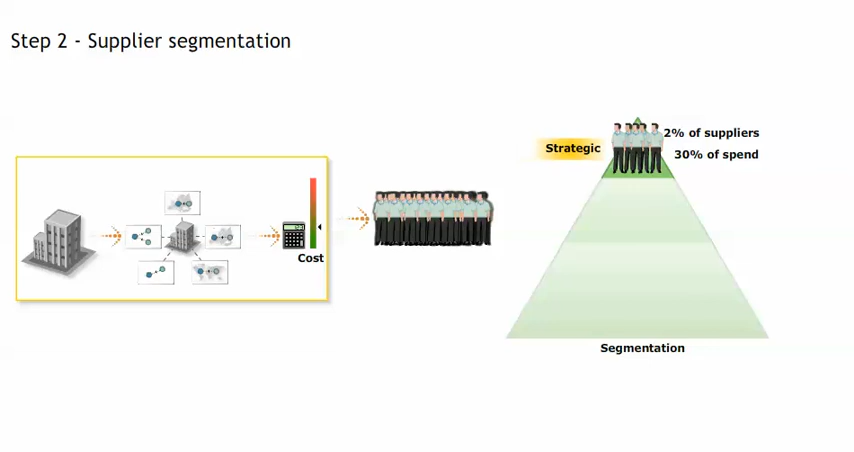 Step 2 - Supplier segmentation
Strategic
2% of suppliers
30% of spend
Cost
Segmentation